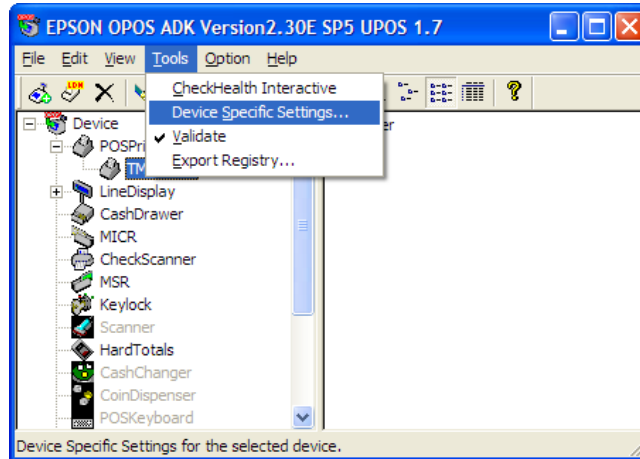 EPSON OPOS ADK Version2.30E SP5 UPOS 1.7
File Edit View Tools Option Help
CheckHealth Interactive
Device Specific Settings...
Validate
Export Registry...
Device
POSPri
TM
LineDisplay
CashDrawer
MICR
CheckScanner
MSR
Keylock
Scanner
HardTotals
CashChanger
CoinDispenser
POSKeyboard
Device Specific Settings for the selected device.